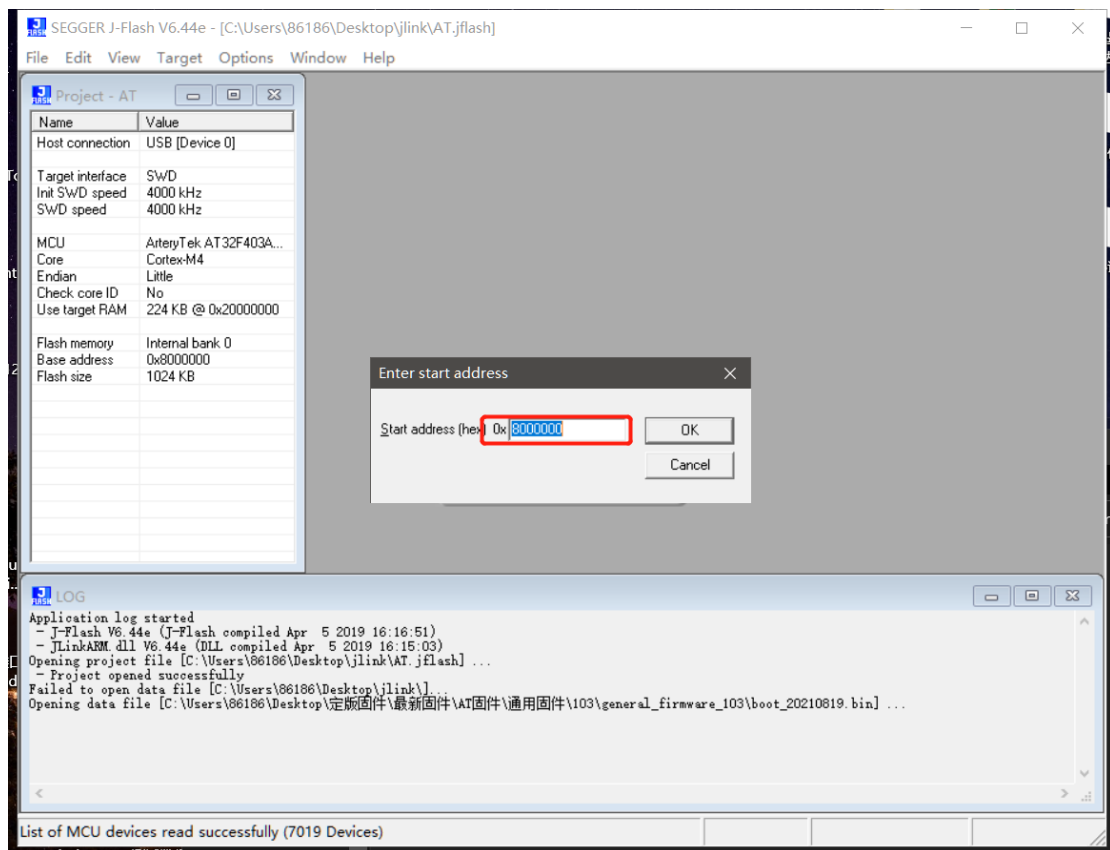 SEGGER J-Flash V6.44e - [C:\Users\86186\Desktop\jlink\AT.jflash]
File Edit View Target Options Window Help
Project - AT
Name Value
Host connection USB [Device 0]
Target interface SWD
Init SWD speed 4000 kHz
SWD speed 4000 kHz
MCU ArteryTek AT32F403A...
Core Cortex-M4
Endian Little
Check core ID No
Use target RAM 224 KB @ 0x20000000
Flash memory Internal bank 0
Base address 0x8000000
Flash size 1024 KB
Enter start address
Start address (hex) 0x 8000000 OK
Cancel
LOG
Application log started
- J-Flash V6.44e (J-Flash compiled Apr 5 2019 16:16:51)
- JLinkARM.dll V6.44e (DLL compiled Apr 5 2019 16:15:03)
Opening project file [C:\Users\86186\Desktop\jlink\AT.jflash] ...
- Project opened successfully
Failed to open data file [C:\Users\86186\Desktop\jlink\]...
Opening data file [C:\Users\86186\Desktop\定版固件\最新固件\AT固件\通用固件\103\general_firmware_103\boot_20210819.bin] ...
List of MCU devices read successfully (7019 Devices)